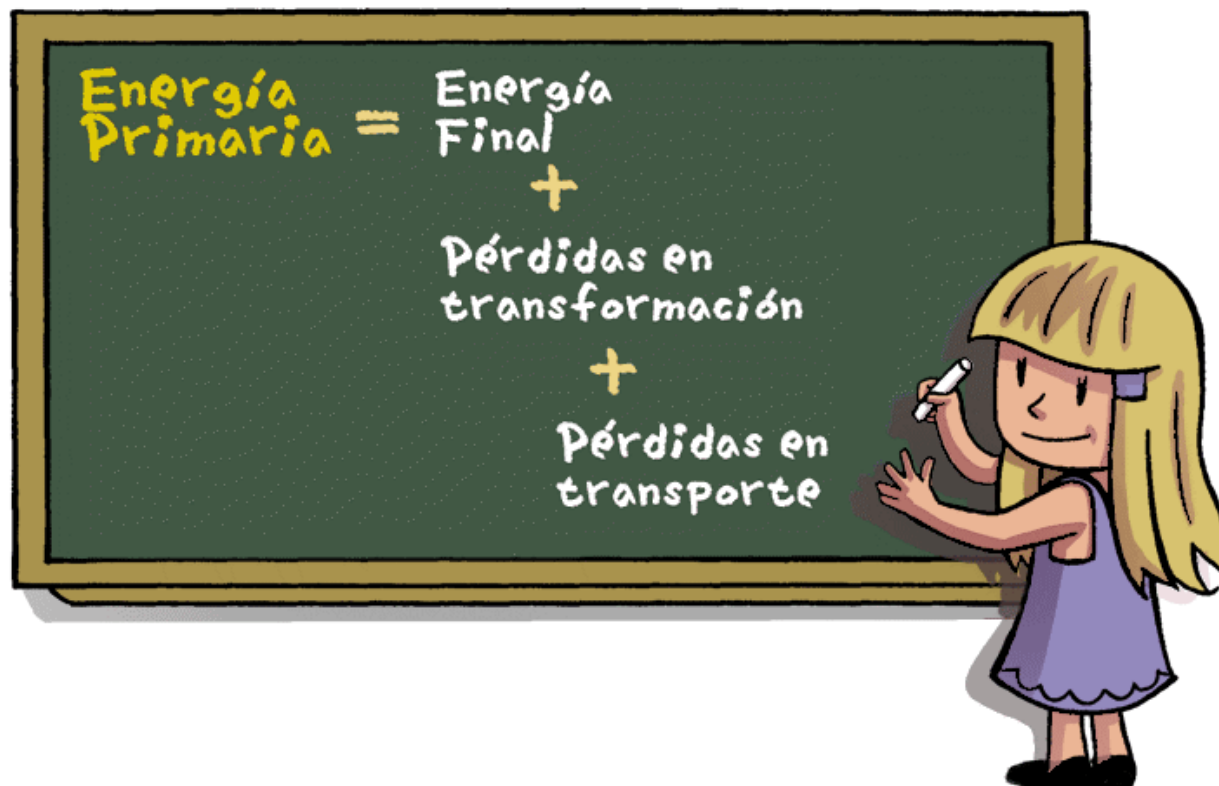 Energía
Primaria
=
Energía
Final
+
Pérdidas en
transformación
+
Pérdidas en
transporte